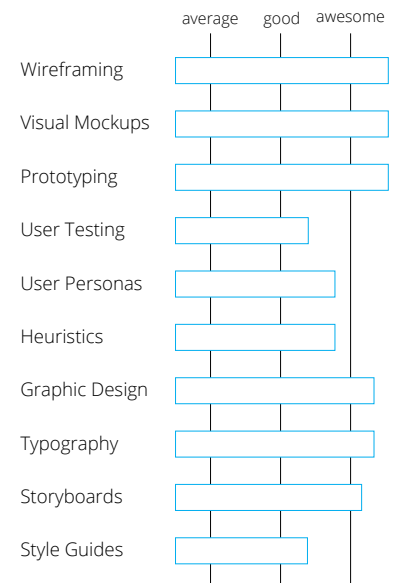 average good awesome
Wireframing
Visual Mockups
Prototyping
User Testing
User Personas
Heuristics
Graphic Design
Typography
Storyboards
Style Guides